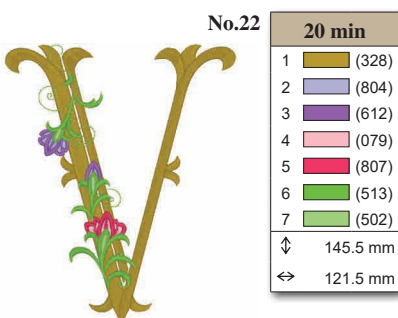 No.22
20 min
1 (328)
2 (804)
3 (612)
4 (079)
5 (807)
6 (513)
7 (502)
↕ 145.5 mm
↔ 121.5 mm